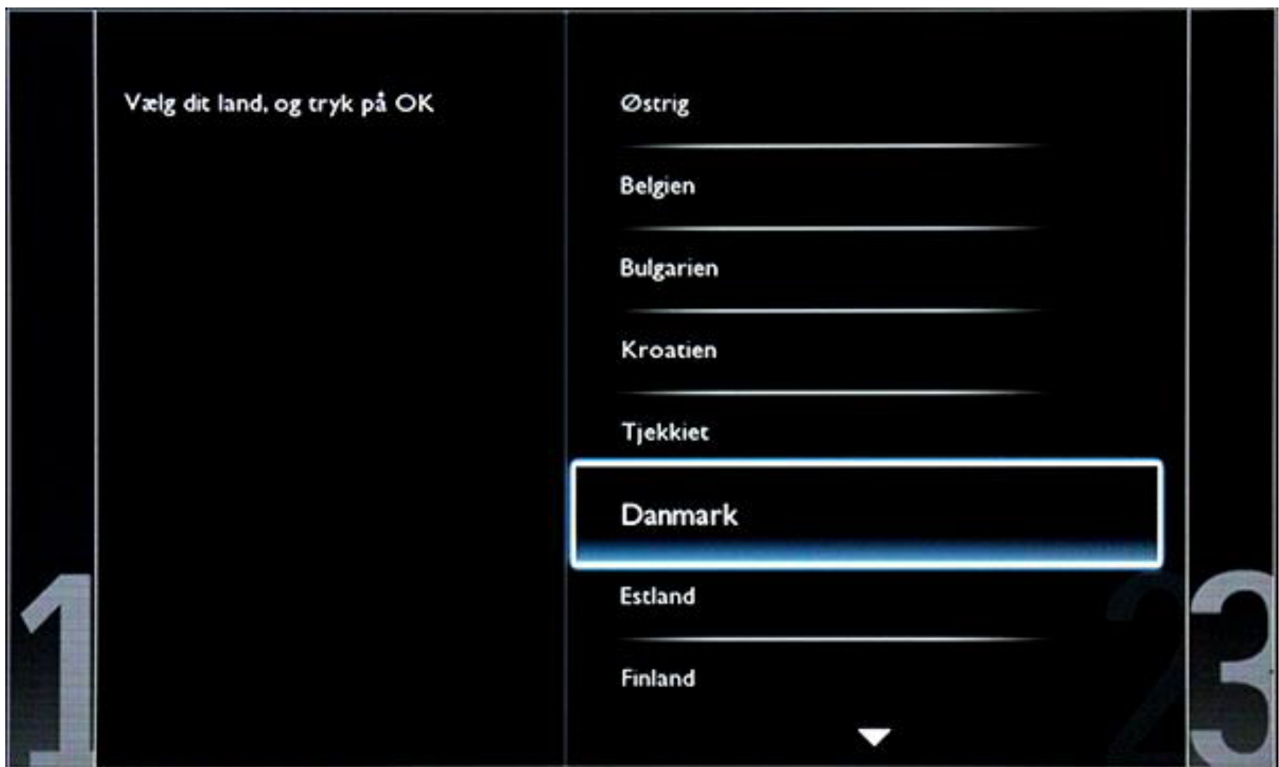 Vælg dit land, og tryk på OK
Østrig
Belgien
Bulgarien
Kroatien
Tjekkiet
Danmark
Estland
Finland
1
2
3